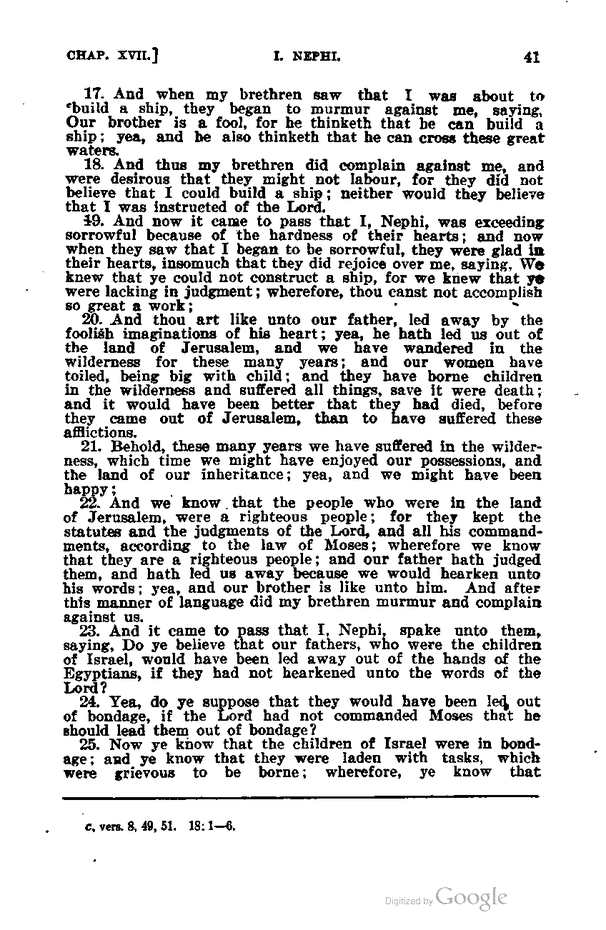 CHAP. XVII.] I. NEPHI. 41
17. And when my brethren saw that I was about to
cbuild a ship, they began to murmur against me, saying,
Our brother is a fool, for he thinketh that he can build a
ship; yea, and he also thinketh that he can cross these great
waters.
18. And thus my brethren did complain against me, and
were desirous that they might not labour, for they did not
believe that I could build a ship; neither would they believe
that I was instructed of the Lord.
19. And now it came to pass that I, Nephi, was exceeding
sorrowful because of the hardness of their hearts; and now
when they saw that I began to be sorrowful, they were glad in
their hearts, insomuch that they did rejoice over me, saying, We
knew that ye could not construct a ship, for we knew that ye
were lacking in judgment; wherefore, thou canst not accomplish
so great a work;
20. And thou art like unto our father, led away by the
foolish imaginations of his heart; yea, he hath led us out of
the land of Jerusalem, and we have wandered in the
wilderness for these many years; and our women have
toiled, being big with child; and they have borne children
in the wilderness and suffered all things, save it were death;
and it would have been better that they had died, before
they came out of Jerusalem, than to have suffered these
afflictions.
21. Behold, these many years we have suffered in the wilder-
ness, which time we might have enjoyed our possessions, and
the land of our inheritance; yea, and we might have been
happy;
22. And we know that the people who were in the land
of Jerusalem, were a righteous people; for they kept the
statutes and the judgments of the Lord, and all his command-
ments, according to the law of Moses; wherefore we know
that they are a righteous people; and our father hath judged
them, and hath led us away because we would hearken unto
his words; yea, and our brother is like unto him. And after
this manner of language did my brethren murmur and complain
against us.
23. And it came to pass that I, Nephi, spake unto them,
saying, Do ye believe that our fathers, who were the children
of Israel, would have been led away out of the hands of the
Egyptians, if they had not hearkened unto the words of the
Lord?
24. Yea, do ye suppose that they would have been led out
of bondage, if the Lord had not commanded Moses that he
should lead them out of bondage?
25. Now ye know that the children of Israel were in bond-
age; and ye know that they were laden with tasks, which
were grievous to be borne; wherefore, ye know that
c, vers. 8, 49, 51. 18: 1—6.
Digitized by Google